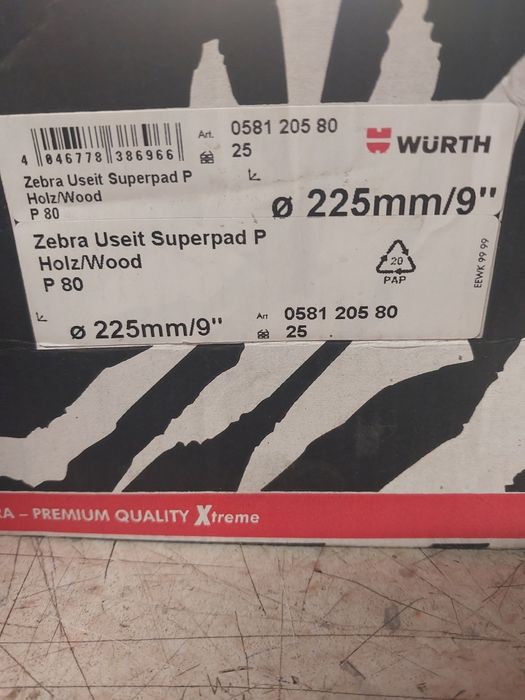 Art. 0581 205 80
WÜRTH
4 046778 386966
25
Zebra Useit Superpad P
Holz/Wood
P 80
ø 225mm/9"
Zebra Useit Superpad P
Holz/Wood
P 80
20
PAP
EEWK 99 99
ø 225mm/9"
Art 0581 205 80
25
RA – PREMIUM QUALITY Xtreme